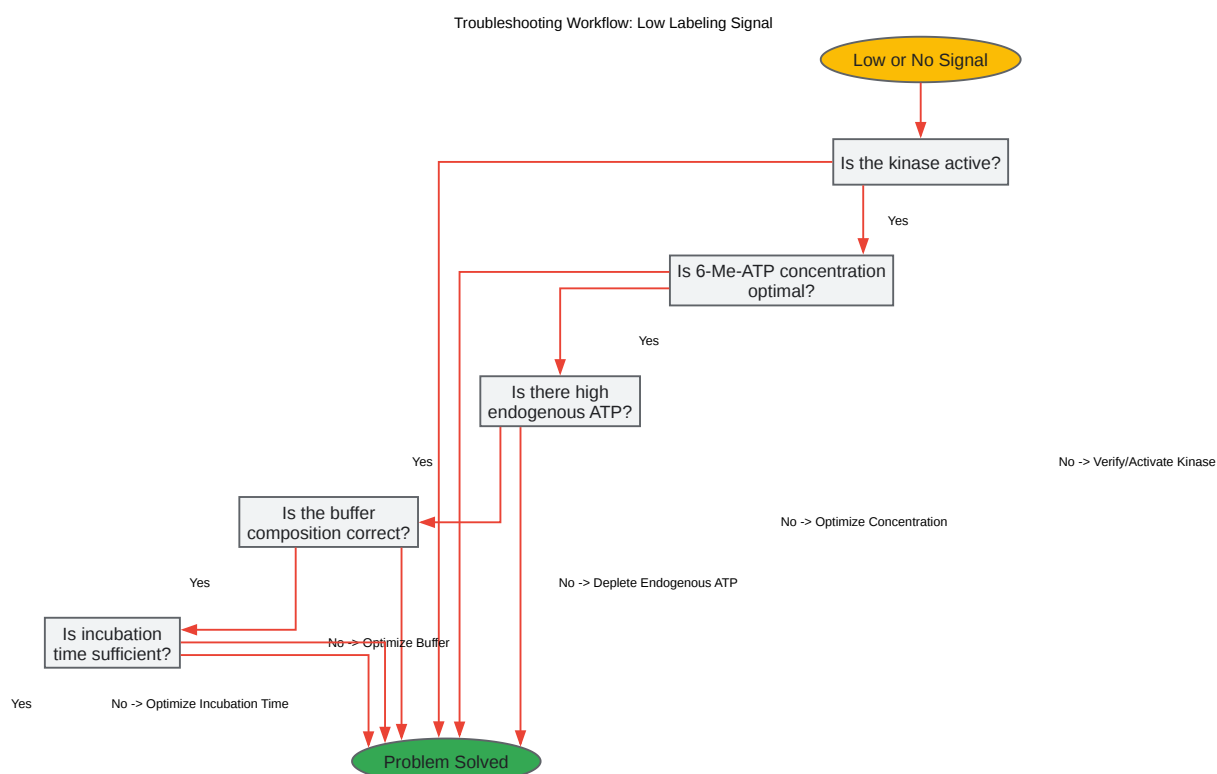 Troubleshooting Workflow: Low Labeling Signal
Low or No Signal
Is the kinase active?
Yes
Is 6-Me-ATP concentration
optimal?
Yes
Is there high
endogenous ATP?
Yes
No -> Verify/Activate Kinase
Is the buffer
composition correct?
No -> Optimize Concentration
Yes
No -> Deplete Endogenous ATP
Is incubation
time sufficient?
No -> Optimize Buffer
Yes
No -> Optimize Incubation Time
Problem Solved